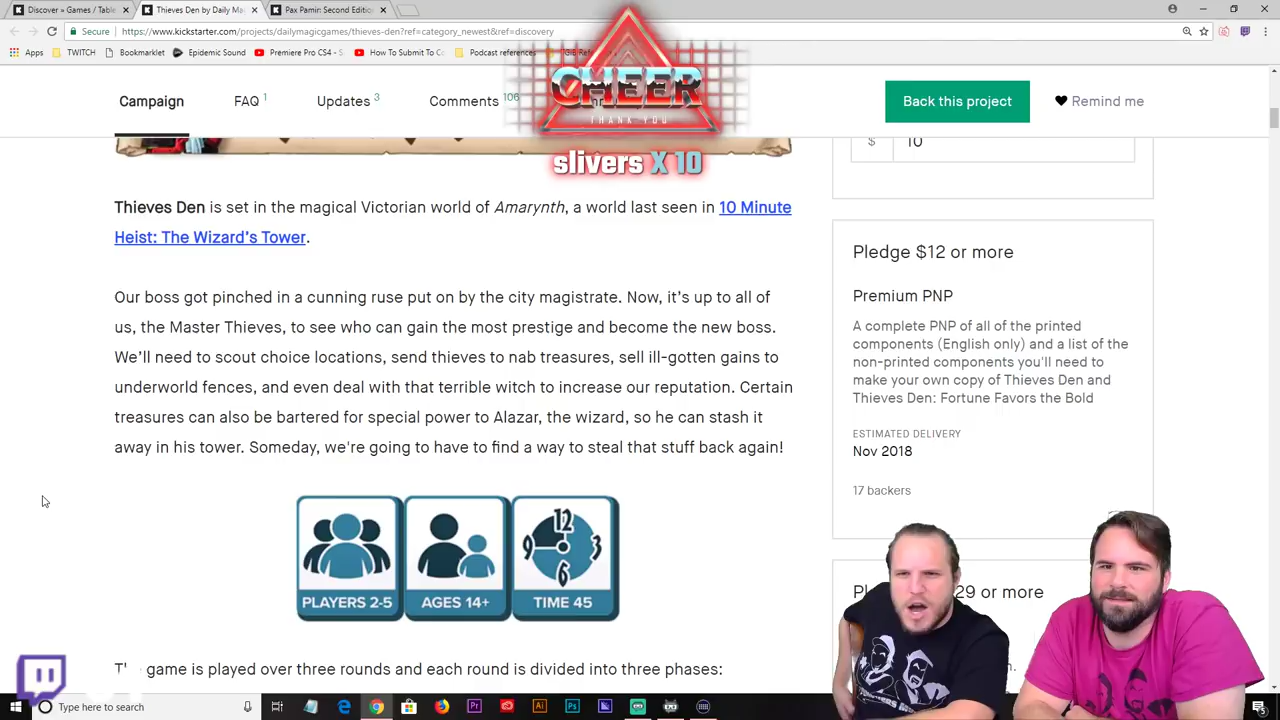 Discover » Games / Table
Thieves Den by Daily Ma
Pax Pamir: Second Edition
Secure
https://www.kickstarter.com/projects/dailymagicgames/thieves-den?ref=category_newest&ref=discovery
Apps
TWITCH
Bookmarklet
Epidemic Sound
Premiere Pro CS4 - S
How To Submit To C
Podcast references
Campaign
FAQ 1
Updates 3
Comments 106
Back this project
Remind me
CHEER
THANK YOU
slivers X 10
$ 10
Thieves Den is set in the magical Victorian world of Amarynth, a world last seen in 10 Minute
Heist: The Wizard's Tower.
Our boss got pinched in a cunning ruse put on by the city magistrate. Now, it's up to all of
us, the Master Thieves, to see who can gain the most prestige and become the new boss.
We'll need to scout choice locations, send thieves to nab treasures, sell ill-gotten gains to
underworld fences, and even deal with that terrible witch to increase our reputation. Certain
treasures can also be bartered for special power to Alazar, the wizard, so he can stash it
away in his tower. Someday, we're going to have to find a way to steal that stuff back again!
12
9 3
6
PLAYERS 2-5
AGES 14+
TIME 45
game is played over three rounds and each round is divided into three phases:
Pledge $12 or more
Premium PNP
A complete PNP of all of the printed
components (English only) and a list of the
non-printed components you'll need to
make your own copy of Thieves Den and
Thieves Den: Fortune Favors the Bold
ESTIMATED DELIVERY
Nov 2018
17 backers
29 or more
Type here to search